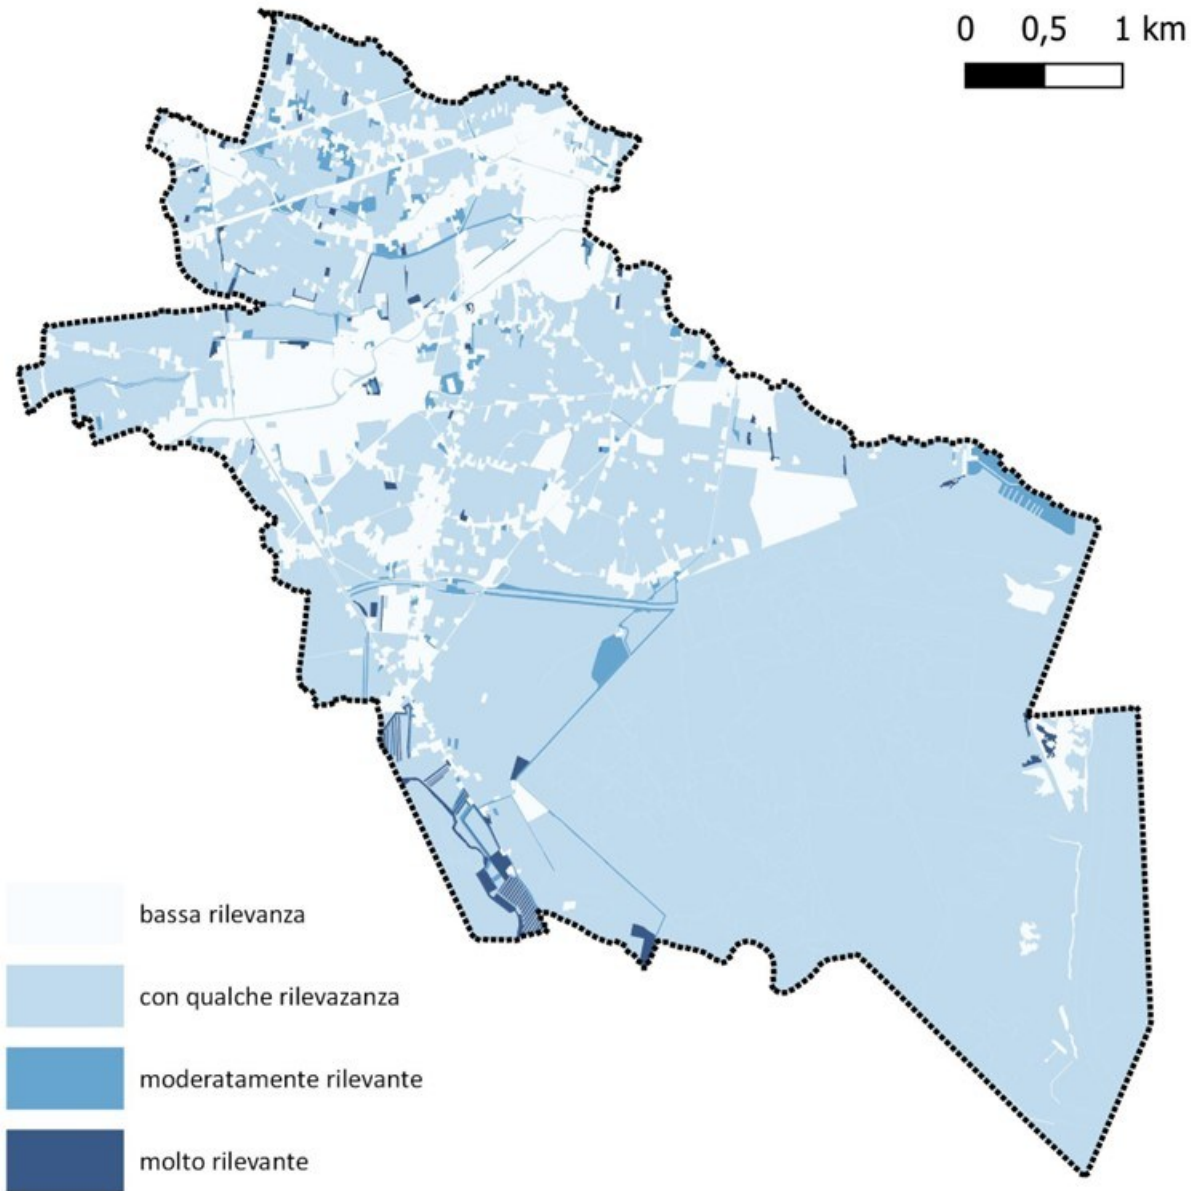 0 0,5 1 km
bassa rilevanza
con qualche rilevazanza
moderatamente rilevante
molto rilevante